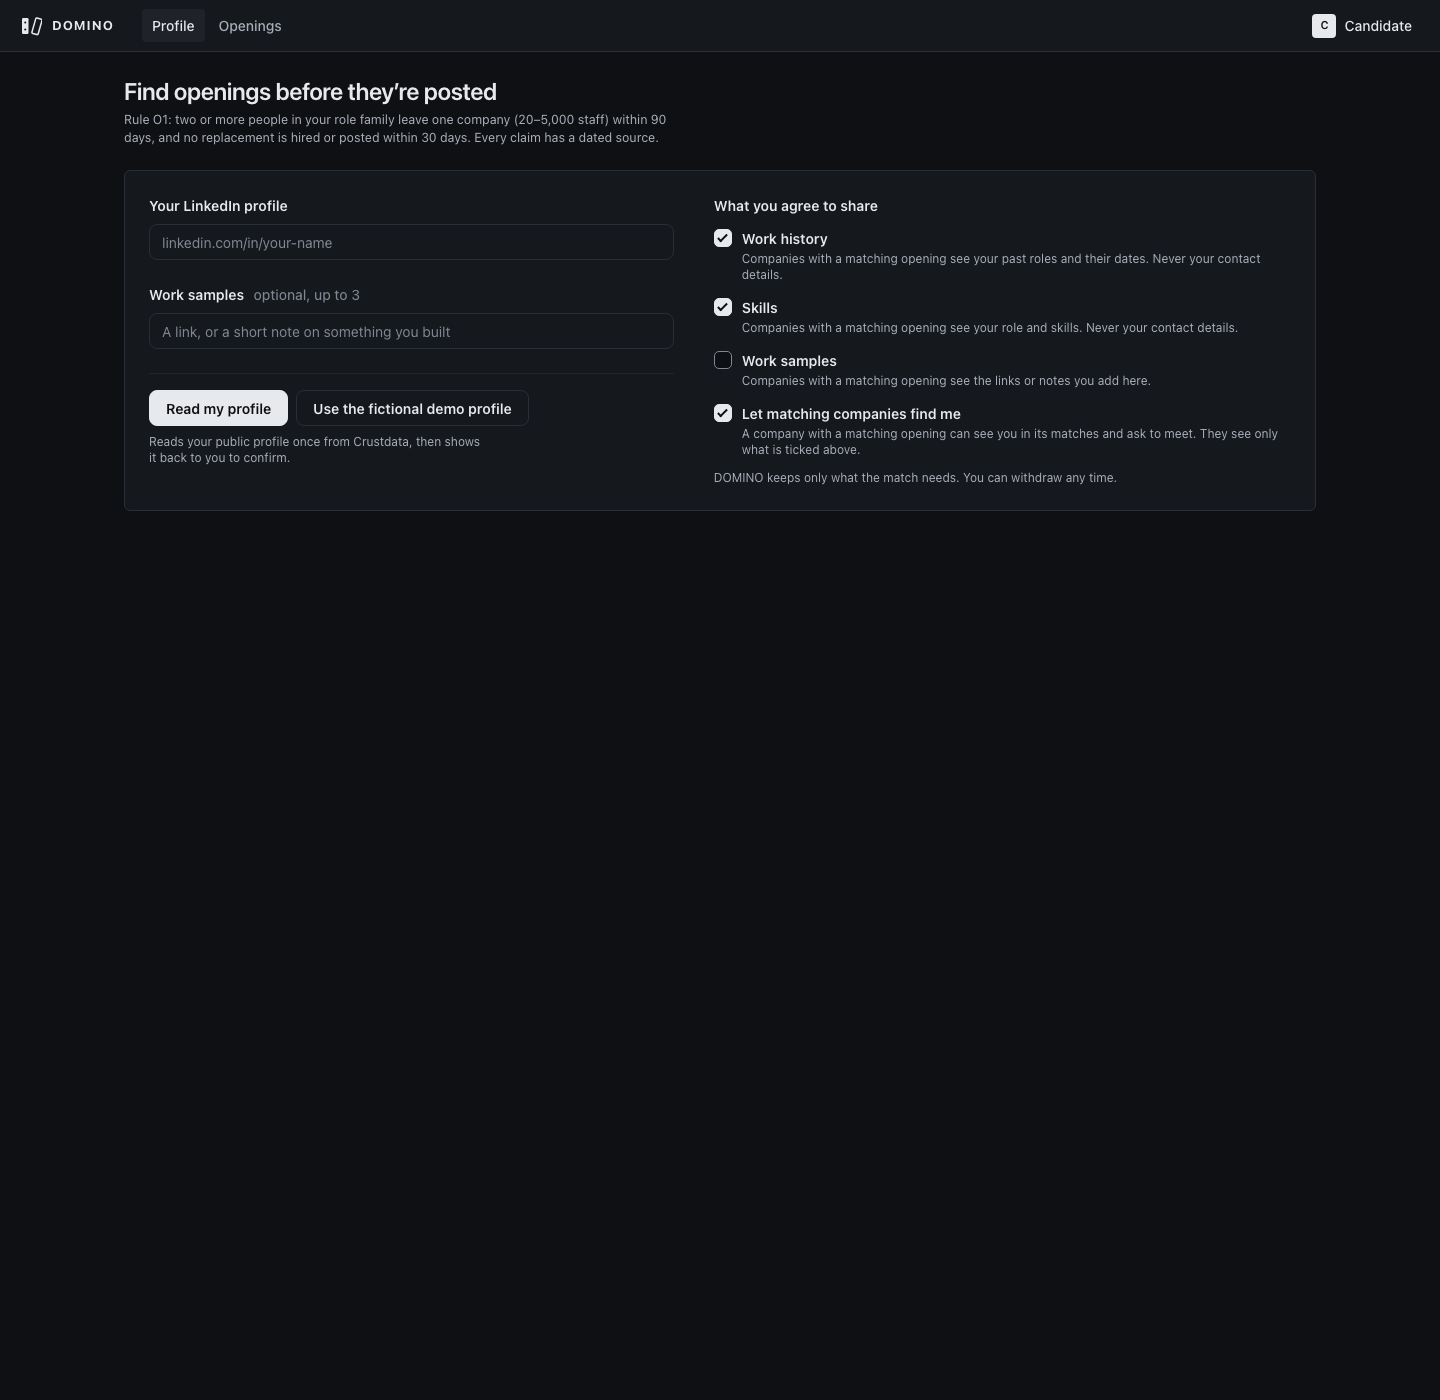 DOMINO
Profile
Openings
C
Candidate
Find openings before they’re posted
Rule O1: two or more people in your role family leave one company (20–5,000 staff) within 90
days, and no replacement is hired or posted within 30 days. Every claim has a dated source.
Your LinkedIn profile
linkedin.com/in/your-name
Work samples optional, up to 3
A link, or a short note on something you built
Read my profile
Use the fictional demo profile
Reads your public profile once from Crustdata, then shows
it back to you to confirm.
What you agree to share
Work history
Companies with a matching opening see your past roles and their dates. Never your contact
details.
Skills
Companies with a matching opening see your role and skills. Never your contact details.
Work samples
Companies with a matching opening see the links or notes you add here.
Let matching companies find me
A company with a matching opening can see you in its matches and ask to meet. They see only
what is ticked above.
DOMINO keeps only what the match needs. You can withdraw any time.